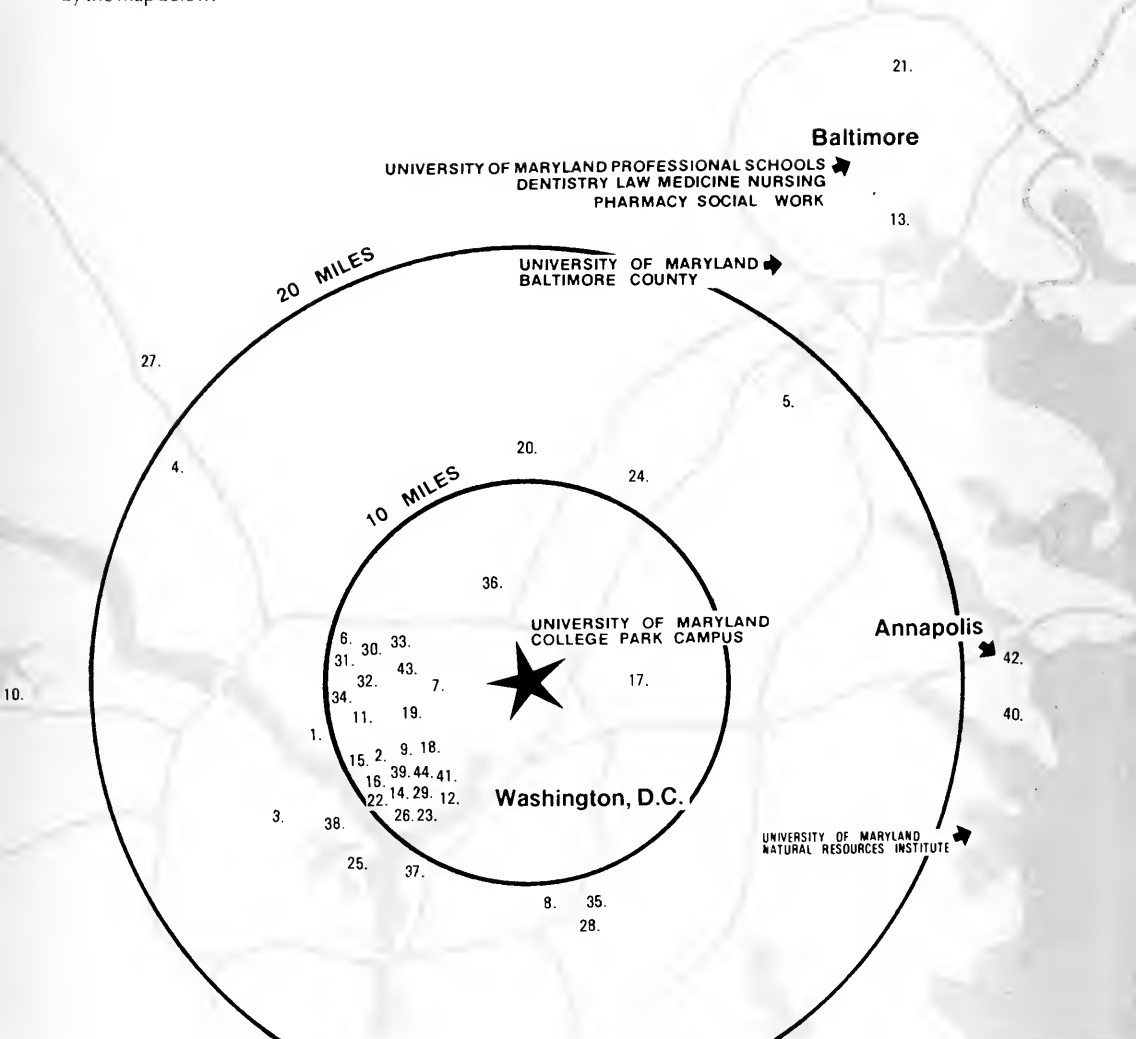 by the map below.
21.
Baltimore
UNIVERSITY OF MARYLAND PROFESSIONAL SCHOOLS
DENTISTRY LAW MEDICINE NURSING
PHARMACY SOCIAL WORK
13.
20 MILES
UNIVERSITY OF MARYLAND
BALTIMORE COUNTY
27.
5.
4.
20.
24.
10 MILES
36.
UNIVERSITY OF MARYLAND
COLLEGE PARK CAMPUS
Annapolis
6. 30. 33.
31. 43.
42.
32. 7.
17.
10.
34.
11. 19.
40.
1.
15. 2. 9. 18.
16. 39. 44. 41.
22. 14. 29. 12.
Washington, D.C.
3. 38. 26. 23.
UNIVERSITY OF MARYLAND
NATURAL RESOURCES INSTITUTE
25. 37.
8. 35.
28.